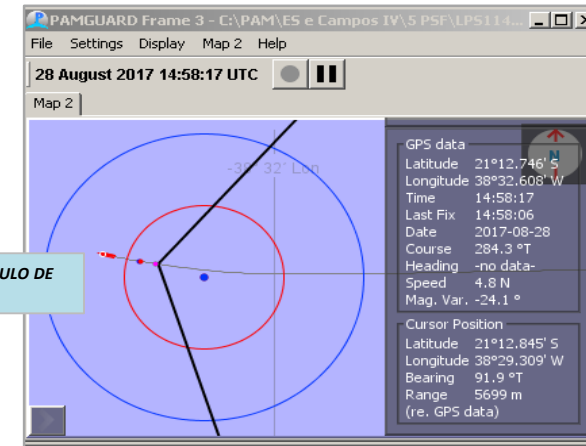 PAMGUARD Frame 3 - C:\PAM\ES e Campos IV\5 PSF\LPS114...
File Settings Display Map 2 Help
28 August 2017 14:58:17 UTC
Map 2
-38° 32' Lon
ULO DE
GPS data
Latitude 21°12.746' S
Longitude 38°32.608' W
Time 14:58:17
Last Fix 14:58:06
Date 2017-08-28
Course 284.3 °T
Heading -no data-
Speed 4.8 N
Mag. Var. -24.1 °
N
Cursor Position
Latitude 21°12.845' S
Longitude 38°29.309' W
Bearing 91.9 °T
Range 5699 m
(re. GPS data)